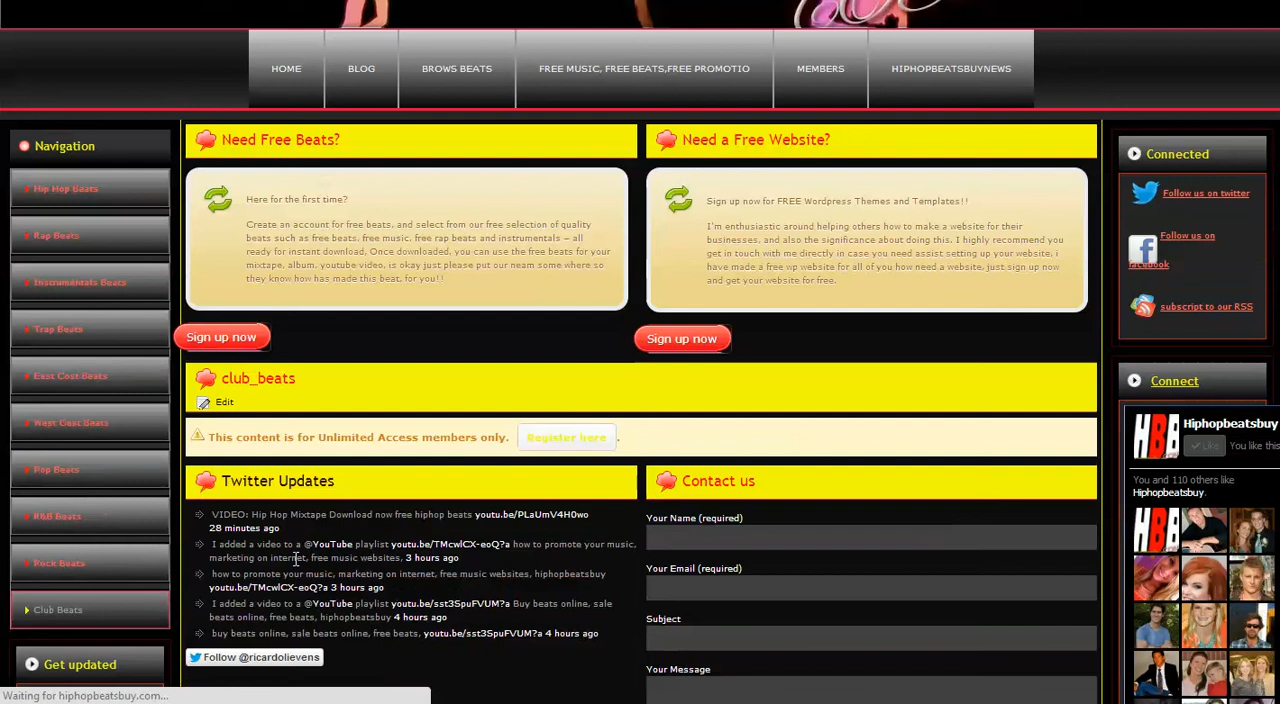 HOME
BLOG
BROWS BEATS
FREE MUSIC, FREE BEATS,FREE PROMOTIO
MEMBERS
HIPHOPBEATSBUYNEWS
Navigation
Hip Hop Beats
Rap Beats
Instrumentals Beats
Trap Beats
East Cost Beats
West Cost Beats
Pop Beats
R&B Beats
Rock Beats
Club Beats
Get updated
Need Free Beats?
Here for the first time?
Create an account for free beats, and select from our free selection of quality
beats such as free beats, free music, free rap beats and instrumentals – all
ready for instant download, Once downloaded, you can use the free beats for your
mixtape, album, youtube video, is okay just please put our neam some where so
they know how has made this beat, for you!!
Sign up now
Need a Free Website?
Sign up now for FREE Wordpress Themes and Templates!!
I'm enthusiastic around helping others how to make a website for their
businesses, and also the significance about doing this. I highly recommend you
get in touch with me directly in case you need assist setting up your website, i
have made a free wp website for all of you how need a website, just sign up now
and get your website for free.
Sign up now
club_beats
Edit
This content is for Unlimited Access members only. Register here .
Twitter Updates
VIDEO: Hip Hop Mixtape Download now free hiphop beats youtu.be/PLaUmV4H0wo
28 minutes ago
I added a video to a @YouTube playlist youtu.be/TMcwlCX-eoQ?a how to promote your music,
marketing on internet, free music websites, 3 hours ago
how to promote your music, marketing on internet, free music websites, hiphopbeatsbuy
youtu.be/TMcwlCX-eoQ?a 3 hours ago
I added a video to a @YouTube playlist youtu.be/sst3SpuFVUM?a Buy beats online, sale
beats online, free beats, hiphopbeatsbuy 4 hours ago
buy beats online, sale beats online, free beats, youtu.be/sst3SpuFVUM?a 4 hours ago
Follow @ricardolievens
Contact us
Your Name (required)
Your Email (required)
Subject
Your Message
Connected
Follow us on twitter
Follow us on
facebook
subscript to our RSS
Connect
HBB
Hiphopbeatsbuy
Like
You like this
You and 110 others like
Hiphopbeatsbuy.
HBB
Waiting for hiphopbeatsbuy.com...